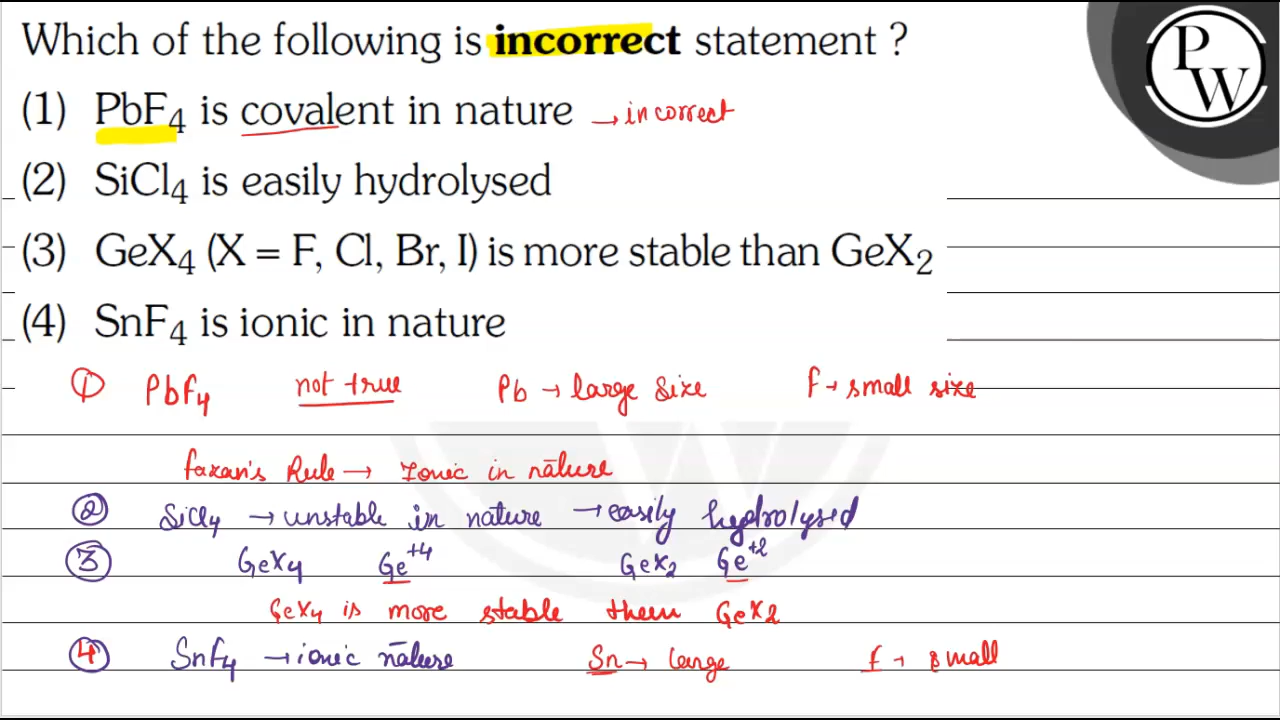 Which of the following is incorrect statement ?
(1) PbF₄ is covalent in nature → incorrect
(2) SiCl₄ is easily hydrolysed
(3) GeX₄ (X = F, Cl, Br, I) is more stable than GeX₂
(4) SnF₄ is ionic in nature
PW
① PbF₄ not true Pb → large size F → small size
faxan's Rule → Ionic in nature
② SiCl₄ → unstable in nature → easily hydrolysed
③ GeX₄ Ge⁺⁴ GeX₂ Ge⁺²
GeX₄ is more stable them GeX₂
④ SnF₄ → ionic nature Sn → large F → small